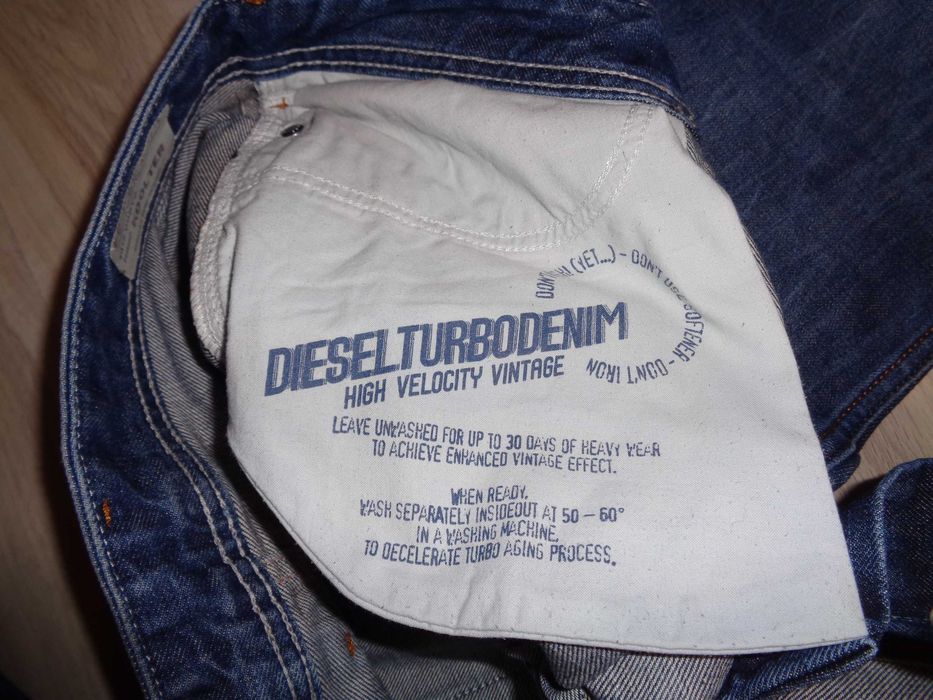 DON'T WASH (YET...) - DON'T USE SOFTENER - DON'T IRON
DIESELTURBODENIM
HIGH VELOCITY VINTAGE
LEAVE UNWASHED FOR UP TO 30 DAYS OF HEAVY WEAR
TO ACHIEVE ENHANCED VINTAGE EFFECT.
WHEN READY,
WASH SEPARATELY INSIDEOUT AT 50 – 60°
IN A WASHING MACHINE,
TO DECELERATE TURBO AGING PROCESS.